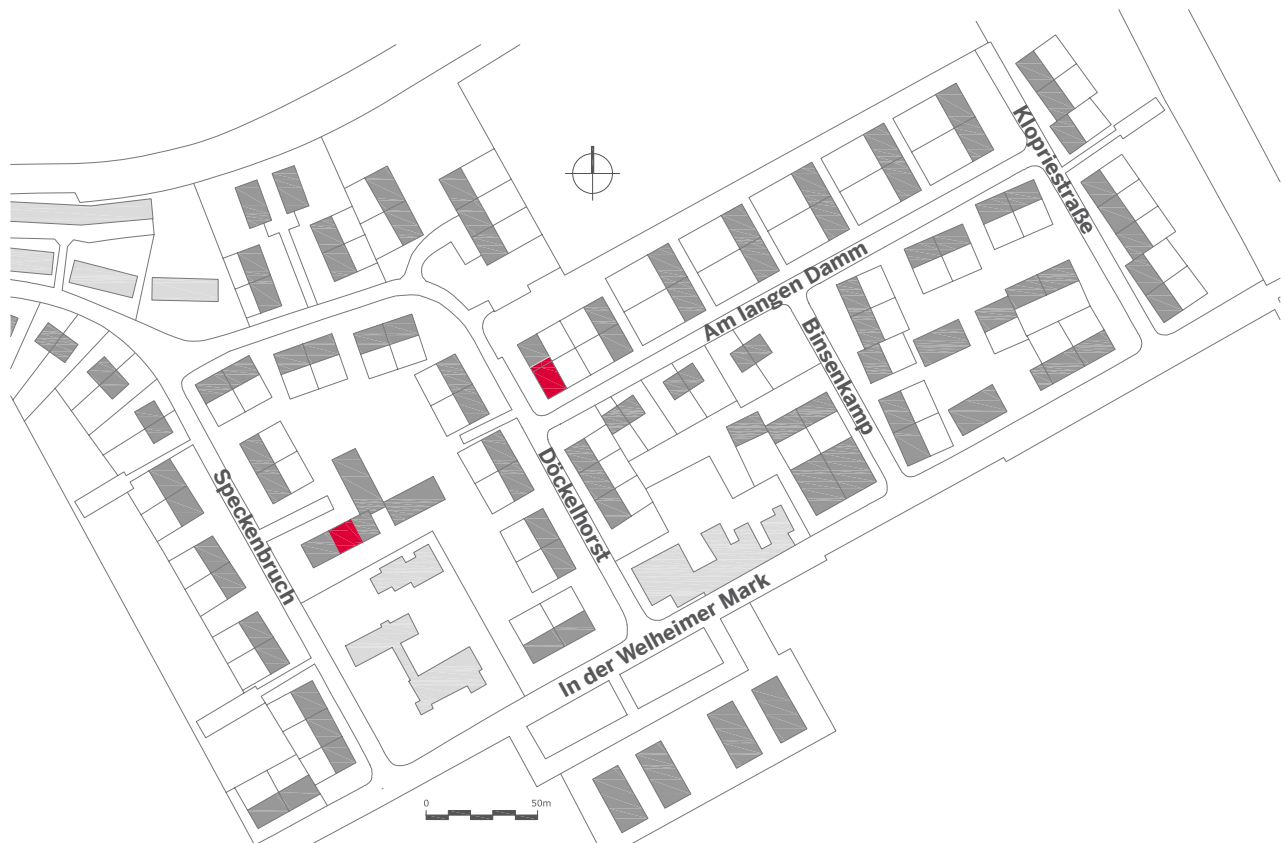 Klopriestraße
Am langen Damm
Binsenkamp
Döckelhorst
Speckenbruch
In der Welheimer Mark
0 50m